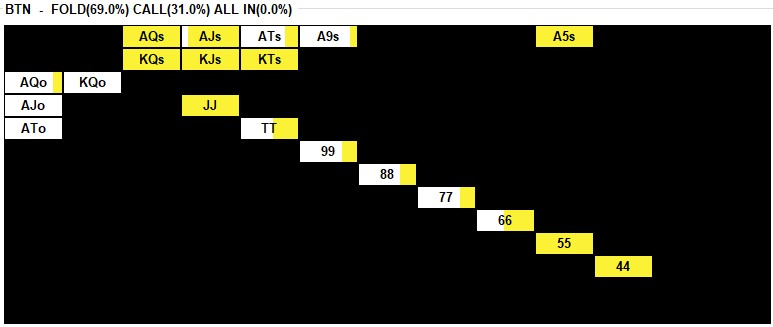 BTN - FOLD(69.0%) CALL(31.0%) ALL IN(0.0%)
AQs AJs ATs A9s A5s
KQs KJs KTs
AQo KQo
AJo JJ
ATo TT
99
88
77
66
55
44